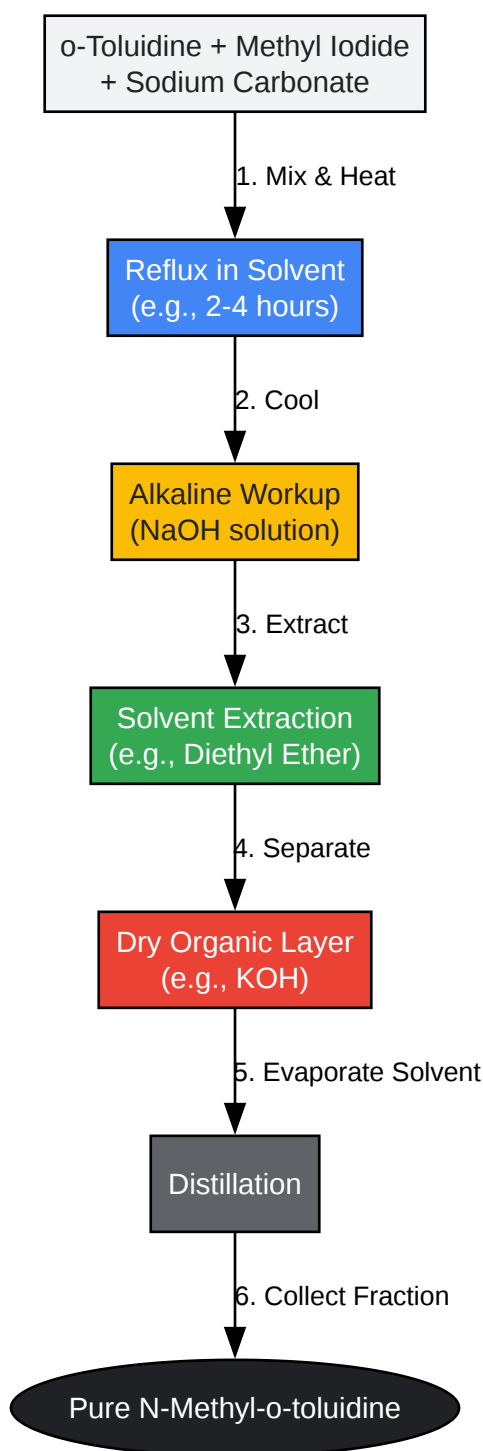 o-Toluidine + Methyl Iodide
+ Sodium Carbonate
1. Mix & Heat
Reflux in Solvent
(e.g., 2-4 hours)
2. Cool
Alkaline Workup
(NaOH solution)
3. Extract
Solvent Extraction
(e.g., Diethyl Ether)
4. Separate
Dry Organic Layer
(e.g., KOH)
5. Evaporate Solvent
Distillation
6. Collect Fraction
Pure N-Methyl-o-toluidine